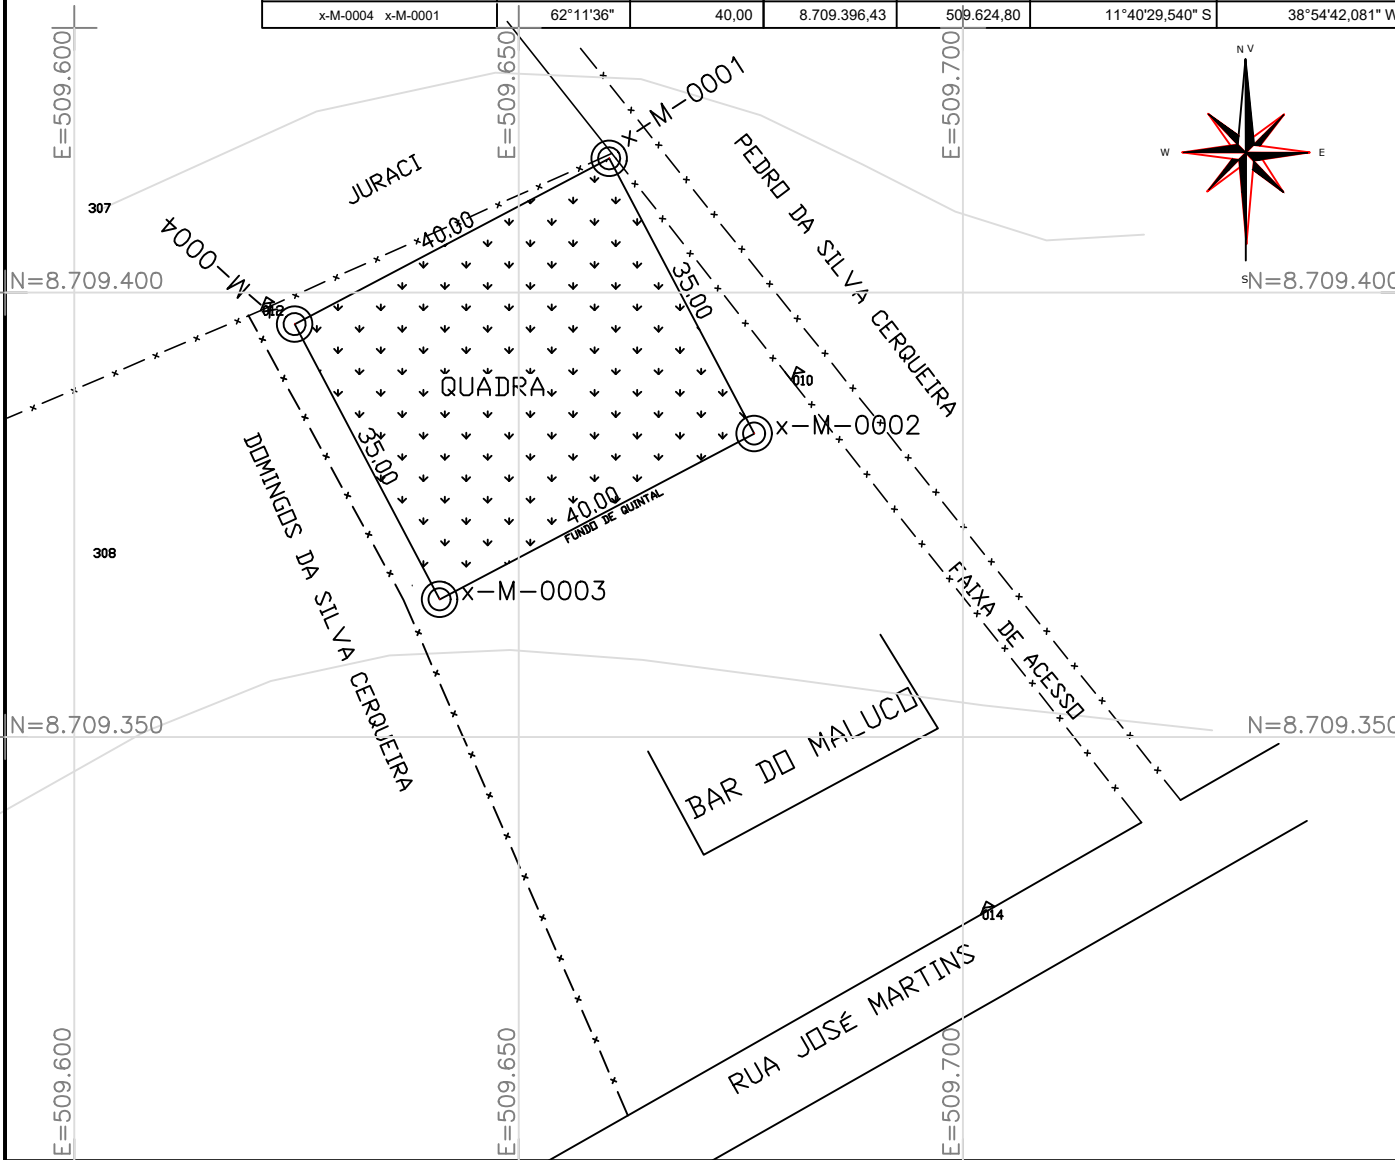 x-M-0004 x-M-0001 62°11'36" 40,00 8.709.396,43 509.624,80 11°40'29,540" S 38°54'42,081" W
E=509.600
E=509.650
E=509.700
N V
W
E
S
x-M-0001
JURACI
PEDRO DA SILVA CERQUEIRA
307
M-0004
012
40.00
35.00
N=8.709.400
N=8.709.400
QUADRA
010
x-M-0002
35.00
40.00
FUNDO DE QUINTAL
DOMINGOS DA SILVA CERQUEIRA
308
x-M-0003
FAIXA DE ACESSO
BAR DO MALUCO
N=8.709.350
N=8.709.350
014
RUA JOSÉ MARTINS
E=509.600
E=509.650
E=509.700